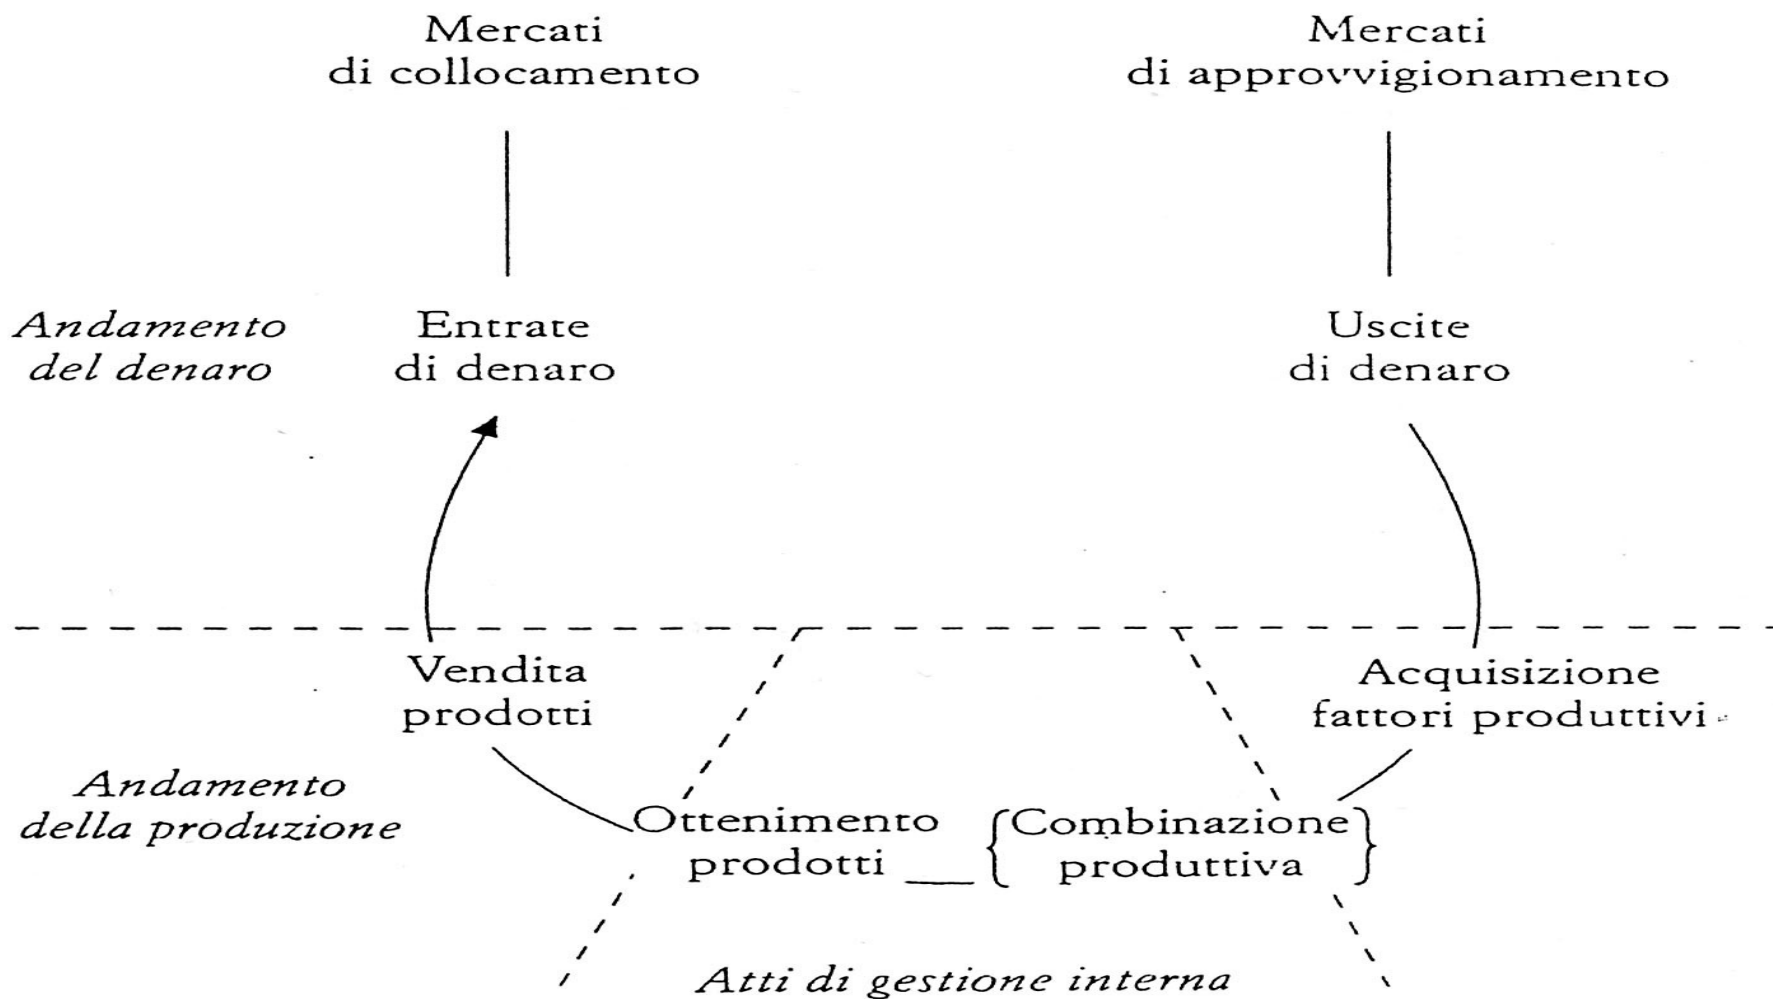 Mercati
di collocamento
Mercati
di approvvigionamento
Andamento
del denaro
Entrate
di denaro
Uscite
di denaro
Vendita
prodotti
Acquisizione
fattori produttivi
Andamento
della produzione
Ottenimento
prodotti
{Combinazione
produttiva}
Atti di gestione interna